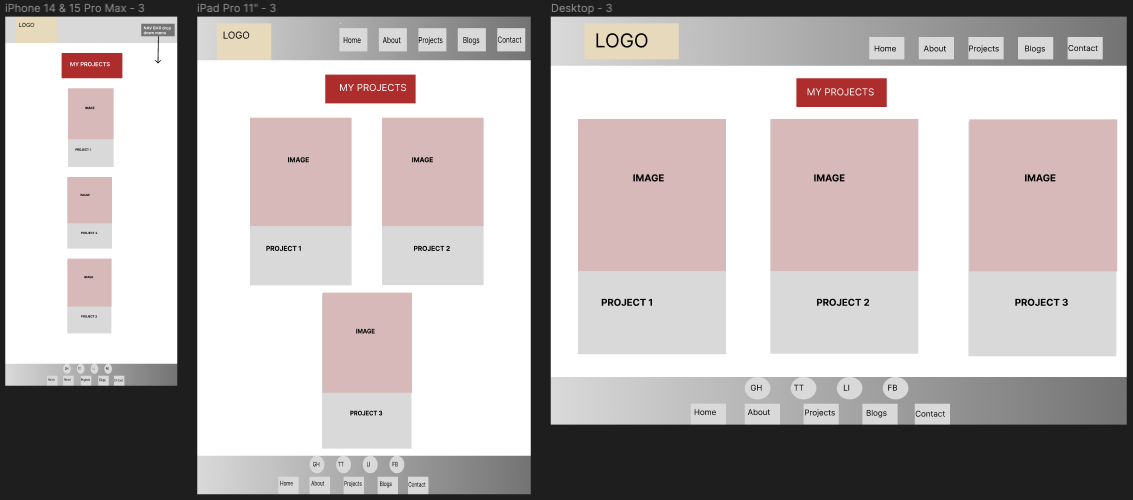 iPhone 14 & 15 Pro Max - 3
LOGO
MY PROJECTS
IMAGE
PROJECT 1
IMAGE
PROJECT 2
IMAGE
PROJECT 3
GH TT LI FB
Home About Projects Blogs Contact
iPad Pro 11" - 3
LOGO
Home About Projects Blogs Contact
MY PROJECTS
IMAGE IMAGE
PROJECT 1 PROJECT 2
IMAGE
PROJECT 3
GH TT LI FB
Home About Projects Blogs Contact
Desktop - 3
LOGO
Home About Projects Blogs Contact
MY PROJECTS
IMAGE IMAGE IMAGE
PROJECT 1 PROJECT 2 PROJECT 3
GH TT LI FB
Home About Projects Blogs Contact